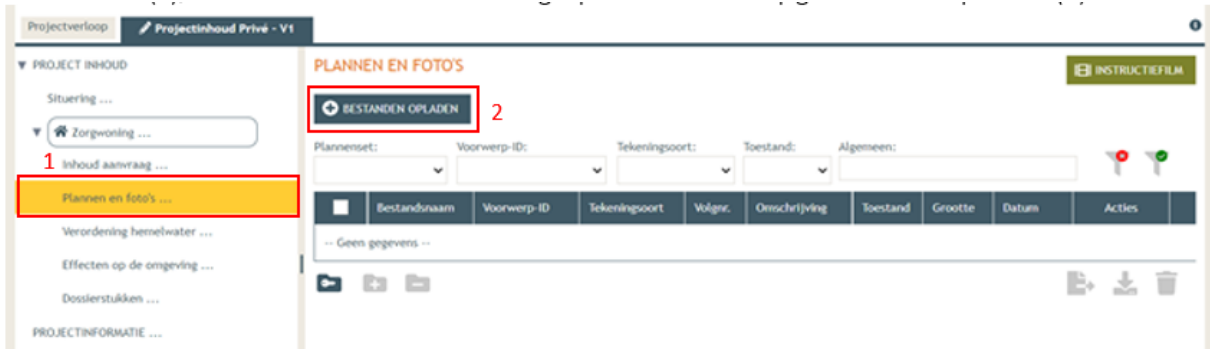 Projectverloop Projectinhoud Privé - V1
PROJECT INHOUD
Situering ...
Zorgwoning ...
1
Inhoud aanvraag ...
Plannen en foto's ...
Verordening hemelwater ...
Effecten op de omgeving ...
Dossierstukken ...
PROJECTINFORMATIE ...
PLANNEN EN FOTO'S
INSTRUCTIEFILM
BESTANDEN OPLADEN 2
Plannenset: Voorwerp-ID: Tekeningsoort: Toestand: Algemeen:
Bestandsnaam Voorwerp-ID Tekeningsoort Volgnr. Omschrijving Toestand Grootte Datum Acties
-- Geen gegevens --